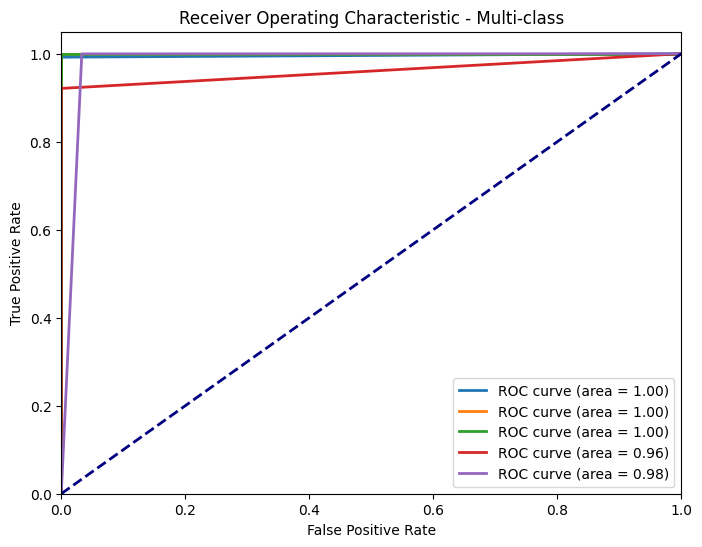 Receiver Operating Characteristic - Multi-class
True Positive Rate
1.0
0.8
0.6
0.4
0.2
0.0
ROC curve (area = 1.00)
ROC curve (area = 1.00)
ROC curve (area = 1.00)
ROC curve (area = 0.96)
ROC curve (area = 0.98)
0.0 0.2 0.4 0.6 0.8 1.0
False Positive Rate